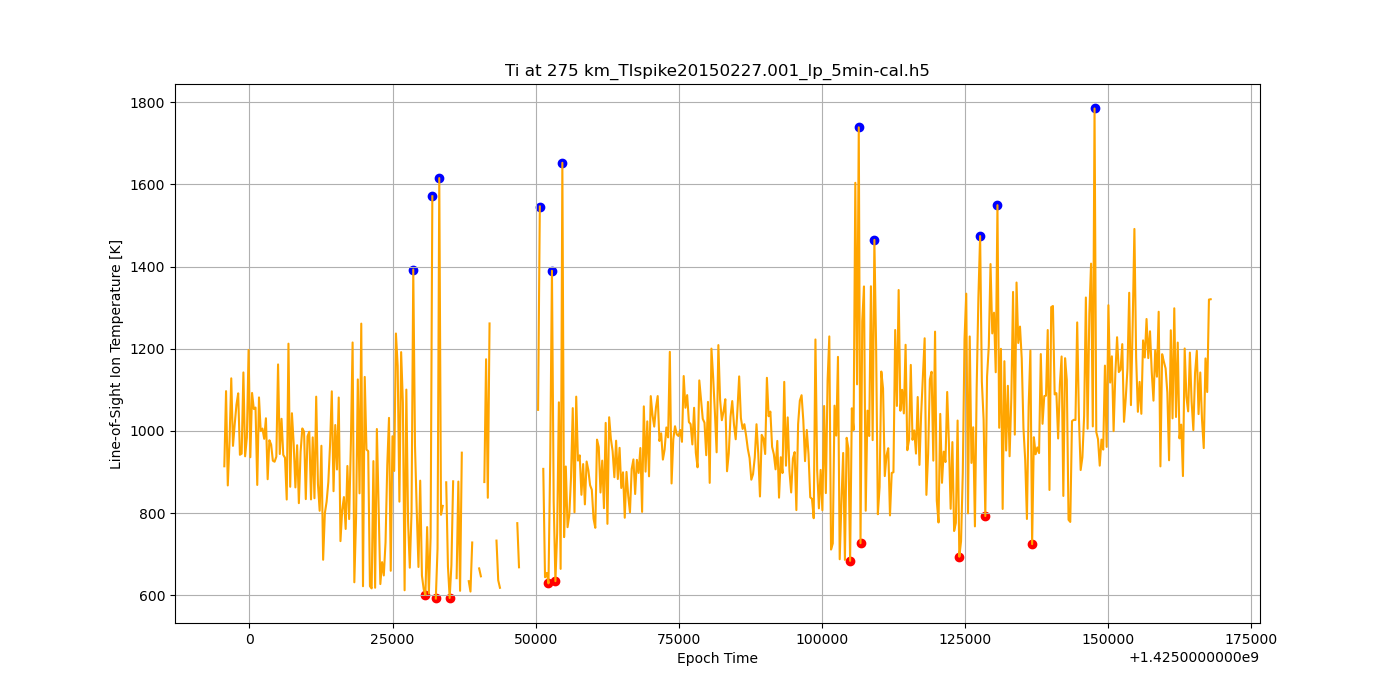 Ti at 275 km_TIspike20150227.001_lp_5min-cal.h5
Line-of-Sight Ion Temperature [K]
1800
1600
1400
1200
1000
800
600
0 25000 50000 75000 100000 125000 150000 175000
Epoch Time
+1.4250000000e9